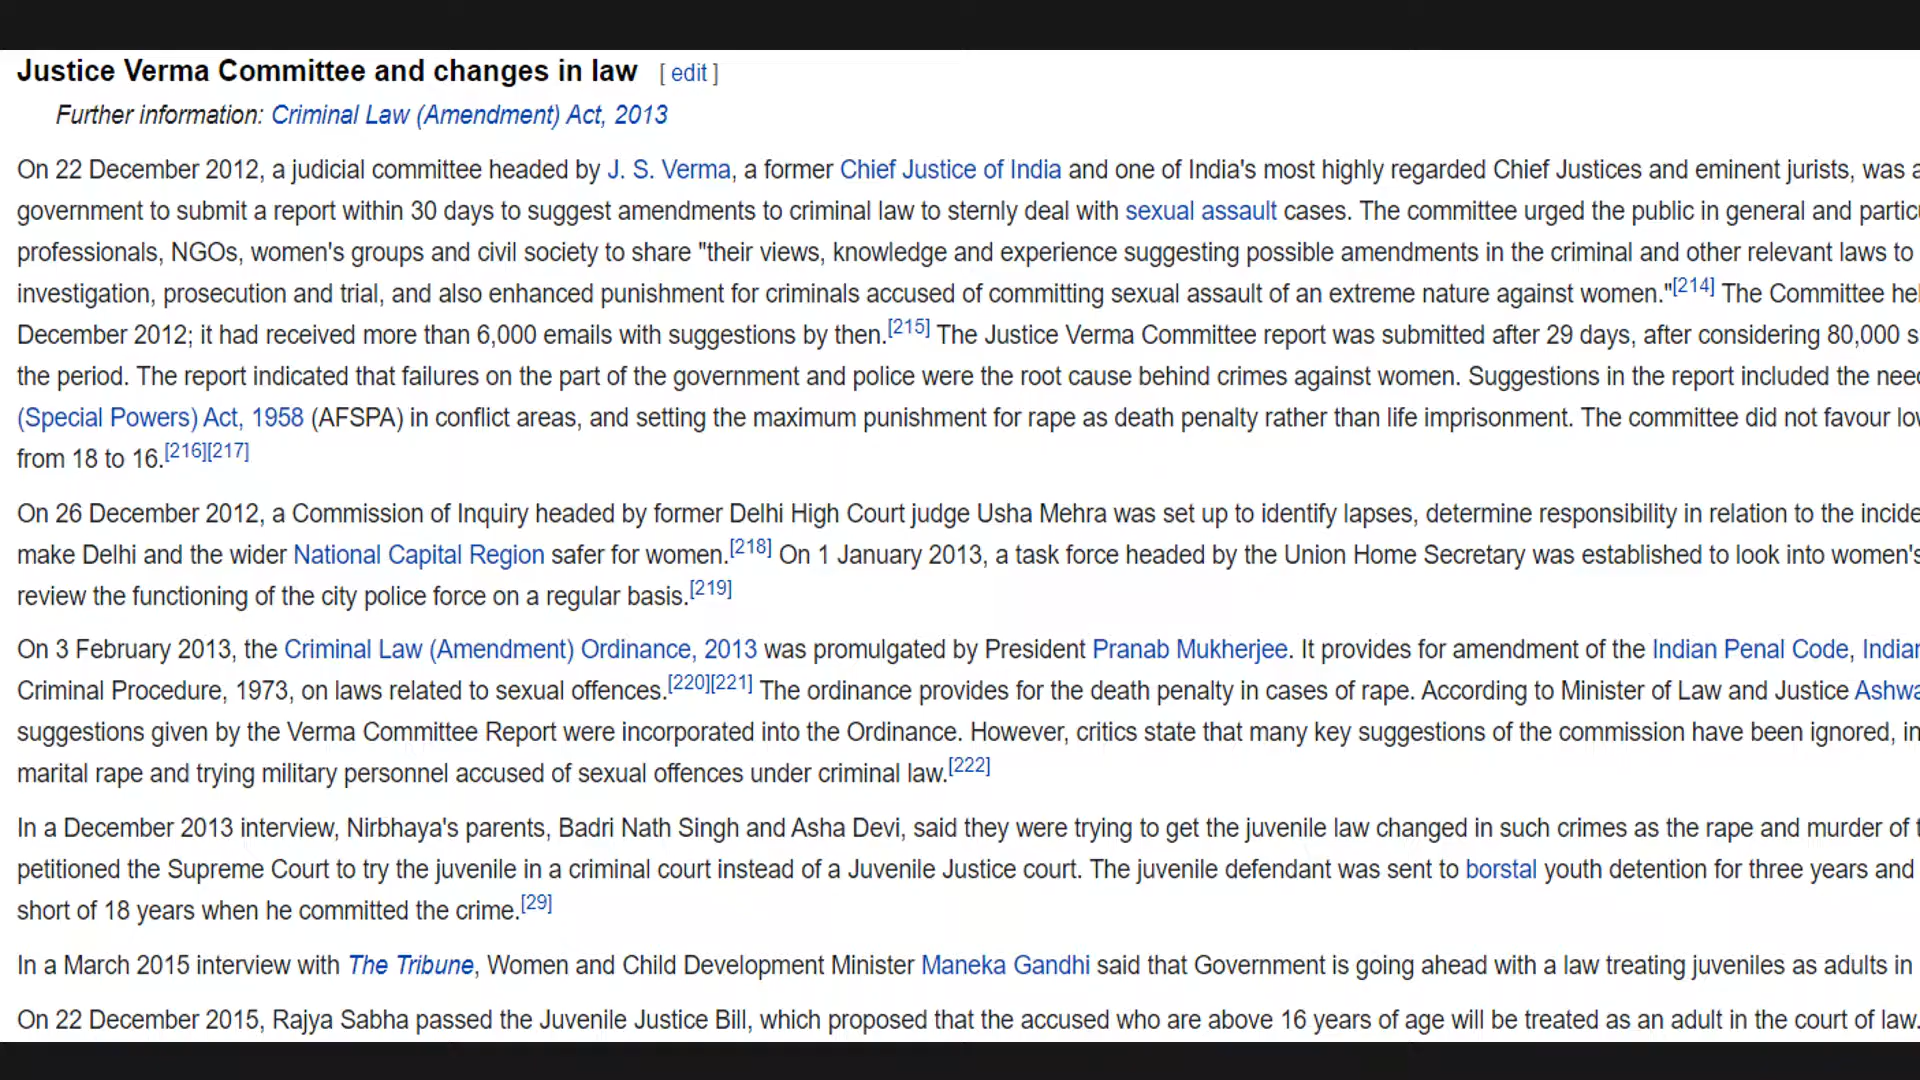 Justice Verma Committee and changes in law [ edit ]
Further information: Criminal Law (Amendment) Act, 2013
On 22 December 2012, a judicial committee headed by J. S. Verma, a former Chief Justice of India and one of India's most highly regarded Chief Justices and eminent jurists, was
government to submit a report within 30 days to suggest amendments to criminal law to sternly deal with sexual assault cases. The committee urged the public in general and
professionals, NGOs, women's groups and civil society to share "their views, knowledge and experience suggesting possible amendments in the criminal and other relevant laws to
investigation, prosecution and trial, and also enhanced punishment for criminals accused of committing sexual assault of an extreme nature against women."[214] The Committee
December 2012; it had received more than 6,000 emails with suggestions by then.[215] The Justice Verma Committee report was submitted after 29 days, after considering 80,000
the period. The report indicated that failures on the part of the government and police were the root cause behind crimes against women. Suggestions in the report included the
(Special Powers) Act, 1958 (AFSPA) in conflict areas, and setting the maximum punishment for rape as death penalty rather than life imprisonment. The committee did not favour
from 18 to 16.[216][217]
On 26 December 2012, a Commission of Inquiry headed by former Delhi High Court judge Usha Mehra was set up to identify lapses, determine responsibility in relation to the
make Delhi and the wider National Capital Region safer for women.[218] On 1 January 2013, a task force headed by the Union Home Secretary was established to look into women's
review the functioning of the city police force on a regular basis.[219]
On 3 February 2013, the Criminal Law (Amendment) Ordinance, 2013 was promulgated by President Pranab Mukherjee. It provides for amendment of the Indian Penal Code,
Criminal Procedure, 1973, on laws related to sexual offences.[220][221] The ordinance provides for the death penalty in cases of rape. According to Minister of Law and Justice
suggestions given by the Verma Committee Report were incorporated into the Ordinance. However, critics state that many key suggestions of the commission have been ignored,
marital rape and trying military personnel accused of sexual offences under criminal law.[222]
In a December 2013 interview, Nirbhaya's parents, Badri Nath Singh and Asha Devi, said they were trying to get the juvenile law changed in such crimes as the rape and murder of
petitioned the Supreme Court to try the juvenile in a criminal court instead of a Juvenile Justice court. The juvenile defendant was sent to borstal youth detention for three years and
short of 18 years when he committed the crime.[29]
In a March 2015 interview with The Tribune, Women and Child Development Minister Maneka Gandhi said that Government is going ahead with a law treating juveniles as adults in
On 22 December 2015, Rajya Sabha passed the Juvenile Justice Bill, which proposed that the accused who are above 16 years of age will be treated as an adult in the court of law.